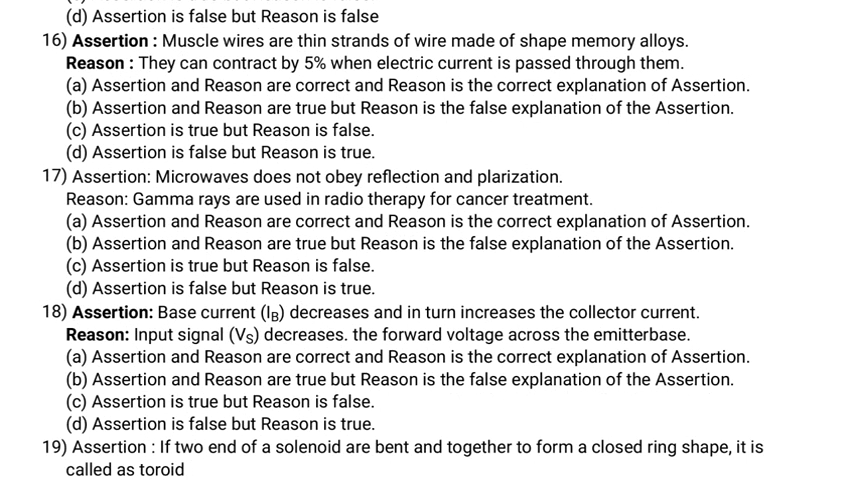 (d) Assertion is false but Reason is false
16) Assertion : Muscle wires are thin strands of wire made of shape memory alloys.
Reason : They can contract by 5% when electric current is passed through them.
(a) Assertion and Reason are correct and Reason is the correct explanation of Assertion.
(b) Assertion and Reason are true but Reason is the false explanation of the Assertion.
(c) Assertion is true but Reason is false.
(d) Assertion is false but Reason is true.
17) Assertion: Microwaves does not obey reflection and plarization.
Reason: Gamma rays are used in radio therapy for cancer treatment.
(a) Assertion and Reason are correct and Reason is the correct explanation of Assertion.
(b) Assertion and Reason are true but Reason is the false explanation of the Assertion.
(c) Assertion is true but Reason is false.
(d) Assertion is false but Reason is true.
18) Assertion: Base current (IB) decreases and in turn increases the collector current.
Reason: Input signal (VS) decreases. the forward voltage across the emitterbase.
(a) Assertion and Reason are correct and Reason is the correct explanation of Assertion.
(b) Assertion and Reason are true but Reason is the false explanation of the Assertion.
(c) Assertion is true but Reason is false.
(d) Assertion is false but Reason is true.
19) Assertion : If two end of a solenoid are bent and together to form a closed ring shape, it is
called as toroid